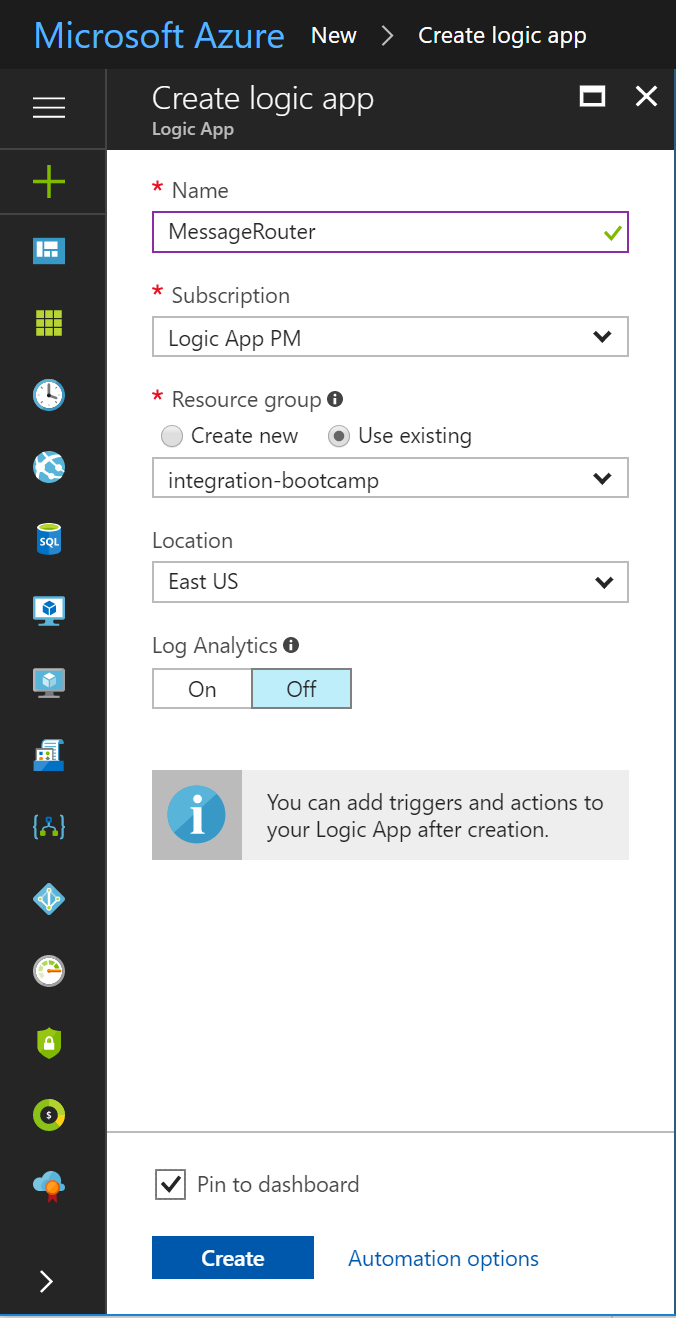 Microsoft Azure New > Create logic app
Create logic app
Logic App
* Name
MessageRouter
* Subscription
Logic App PM
* Resource group
Create new Use existing
integration-bootcamp
Location
East US
Log Analytics
On Off
SQL
You can add triggers and actions to
your Logic App after creation.
$
Pin to dashboard
Create Automation options